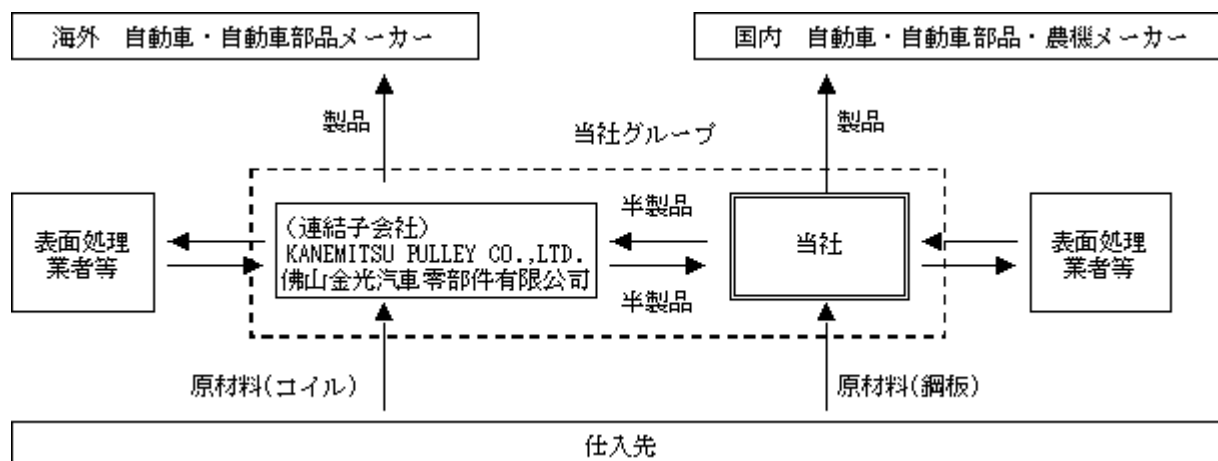 海外　自動車・自動車部品メーカー
国内　自動車・自動車部品・農機メーカー
製品
当社グループ
製品
表面処理
業者等
(連結子会社)
KANEMITSU PULLEY CO.,LTD.
佛山金光汽車零部件有限公司
半製品
半製品
当社
表面処理
業者等
原材料(コイル)
原材料(鋼板)
仕入先